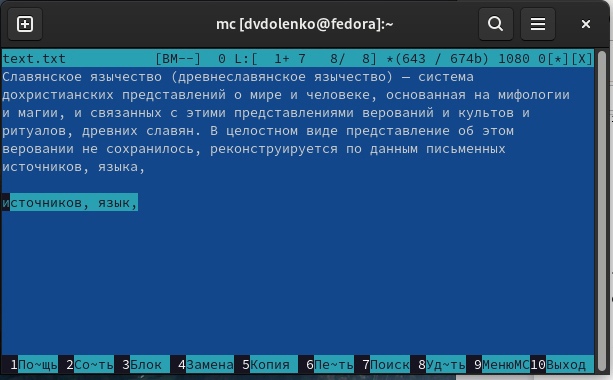 mc [dvdolenko@fedora]:~
text.txt [BM--] 0 L:[ 1+ 7 8/ 8] *(643 / 674b) 1080 0[*][X]
Славянское язычество (древнеславянское язычество) — система
дохристианских представлений о мире и человеке, основанная на мифологии
и магии, и связанных с этими представлениями верований и культов и
ритуалов, древних славян. В целостном виде представление об этом
веровании не сохранилось, реконструируется по данным письменных
источников, языка,
источников, язык,
1По~щь 2Со~ть 3Блок 4Замена 5Копия 6Пе~ть 7Поиск 8Уд~ть 9МенюMC 10Выход